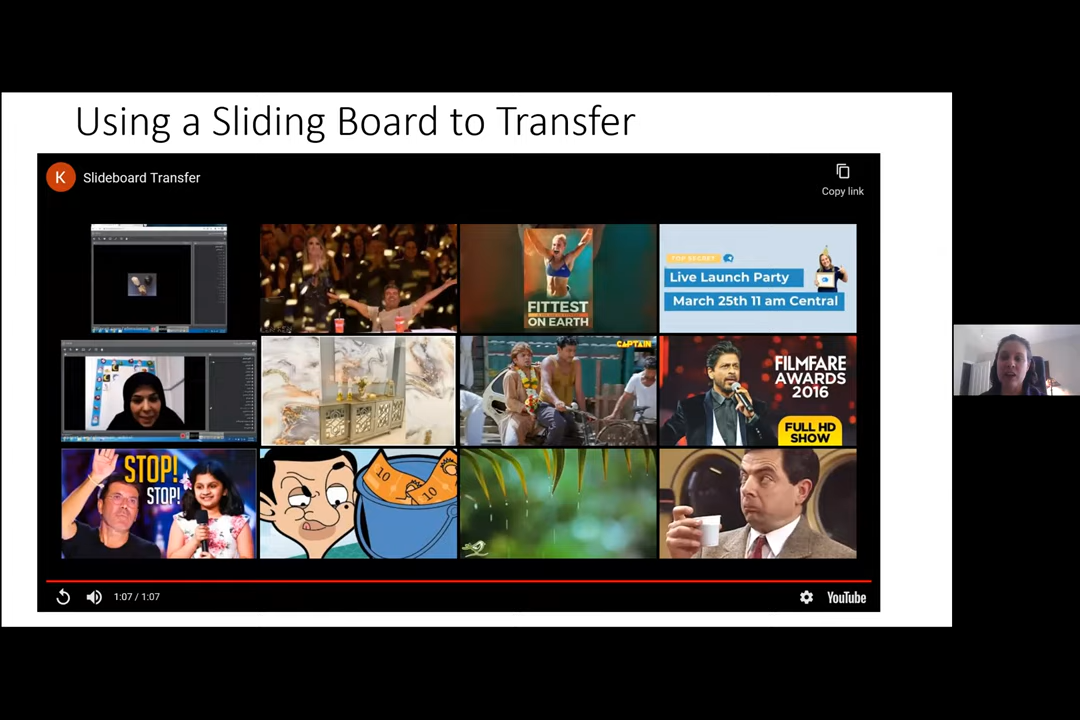 Using a Sliding Board to Transfer
K
Slideboard Transfer
Copy link
FITTEST
ON EARTH
TOP SECRET
Live Launch Party
March 25th 11 am Central
CAPTAIN
FILMFARE
AWARDS
2016
FULL HD
SHOW
STOP!
STOP!
10
10
1:07 / 1:07
YouTube